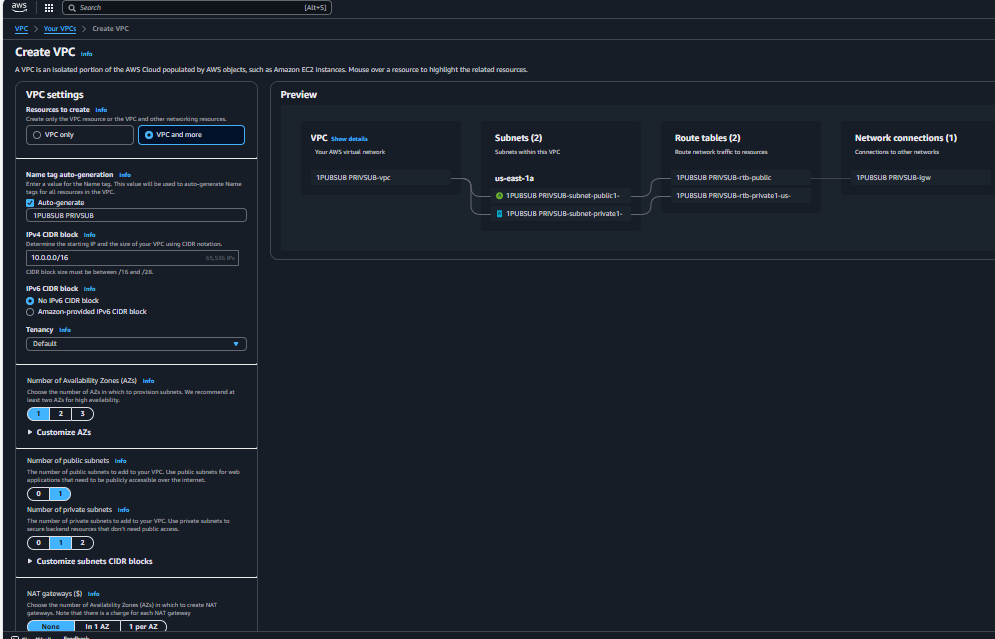 aws
Search [Alt+S]
VPC > Your VPCs > Create VPC
Create VPC Info
A VPC is an isolated portion of the AWS Cloud populated by AWS objects, such as Amazon EC2 instances. Mouse over a resource to highlight the related resources.
VPC settings
Resources to create Info
Create only the VPC resource or the VPC and other networking resources.
VPC only
VPC and more
Name tag auto-generation Info
Enter a value for the Name tag. This value will be used to auto-generate Name
tags for all resources in the VPC.
Auto-generate
1PUBSUB PRIVSUB
IPv4 CIDR block Info
Determine the starting IP and the size of your VPC using CIDR notation.
10.0.0.0/16 65,536 IPs
CIDR block size must be between /16 and /28.
IPv6 CIDR block Info
No IPv6 CIDR block
Amazon-provided IPv6 CIDR block
Tenancy Info
Default
Number of Availability Zones (AZs) Info
Choose the number of AZs in which to provision subnets. We recommend at
least two AZs for high availability.
1 2 3
Customize AZs
Number of public subnets Info
The number of public subnets to add to your VPC. Use public subnets for web
applications that need to be publicly accessible over the internet.
0 1
Number of private subnets Info
The number of private subnets to add to your VPC. Use private subnets to
secure backend resources that don't need public access.
0 1 2
Customize subnets CIDR blocks
NAT gateways ($) Info
Choose the number of Availability Zones (AZs) in which to create NAT
gateways. Note that there is a charge for each NAT gateway
None In 1 AZ 1 per AZ
Preview
VPC Show details
Your AWS virtual network
1PUBSUB PRIVSUB-vpc
Subnets (2)
Subnets within this VPC
us-east-1a
1PUBSUB PRIVSUB-subnet-public1-
1PUBSUB PRIVSUB-subnet-private1-
Route tables (2)
Route network traffic to resources
1PUBSUB PRIVSUB-rtb-public
1PUBSUB PRIVSUB-rtb-private1-us-
Network connections (1)
Connections to other networks
1PUBSUB PRIVSUB-igw
Feedback